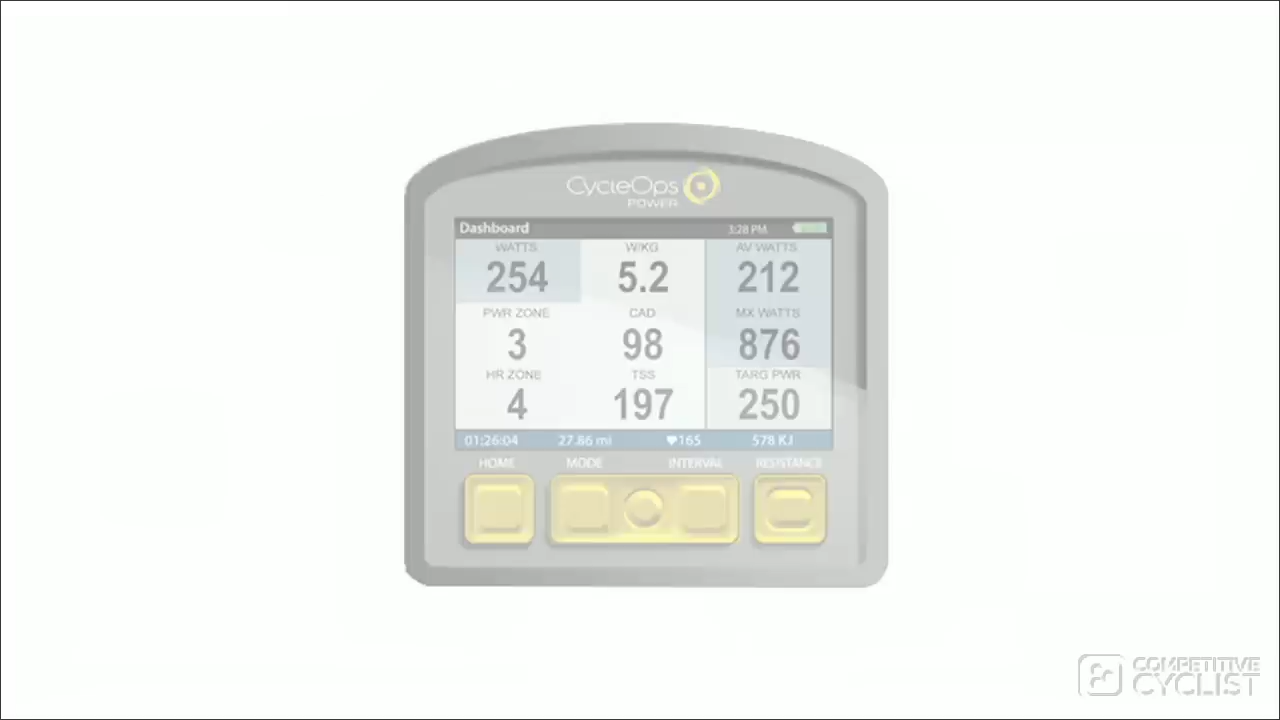 CycleOps
POWER
Dashboard 3:28 PM
WATTS W/KG AV WATTS
254 5.2 212
PWR ZONE CAD MX WATTS
3 98 876
HR ZONE TSS TARG PWR
4 197 250
01:26:04 27.86 mi 165 578 KJ
HOME MODE INTERVAL RESISTANCE
COMPETITIVE
CYCLIST